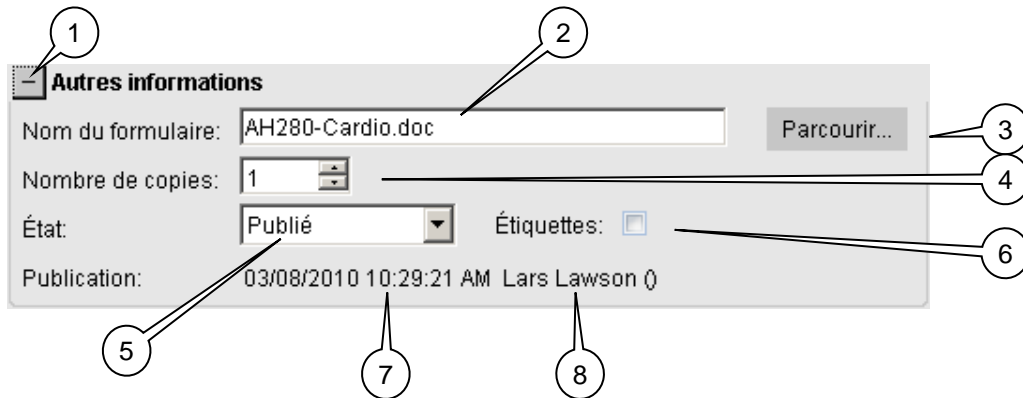 1
2
− Autres informations
Nom du formulaire: AH280-Cardio.doc Parcourir... 3
Nombre de copies: 1 4
État: Publié Étiquettes: 6
Publication: 03/08/2010 10:29:21 AM Lars Lawson ()
5
7
8